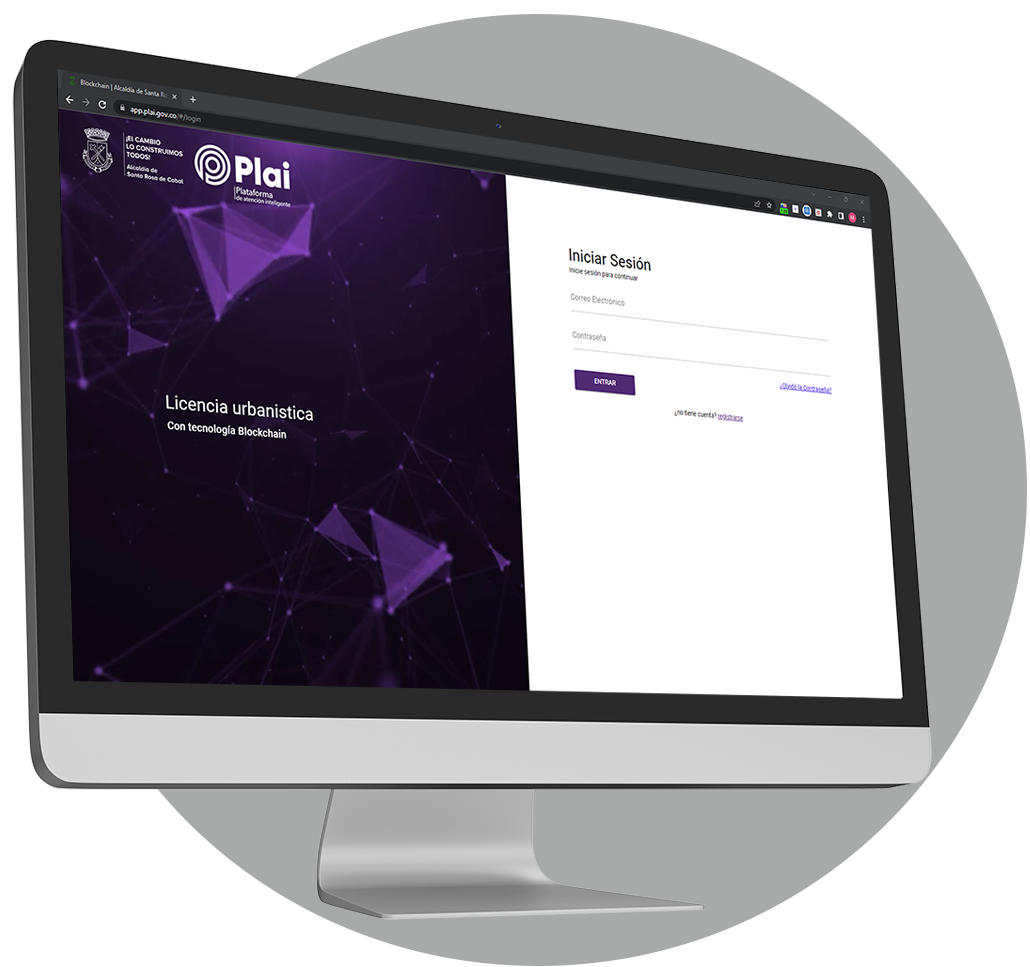 Blockchain | Alcaldía de Santa Ro
app.plai.gov.co/#/login
¡El CAMBIO
LO CONSTRUIMOS
TODOS!
Alcaldía de
Santa Rosa de Cabal
Plai
Plataforma
de atención inteligente
Licencia urbanistica
Con tecnología Blockchain
Iniciar Sesión
Inicie sesión para continuar
Correo Electrónico
Contraseña
ENTRAR
¿Olvidó la Contraseña?
¿no tiene cuenta? registrarse
M